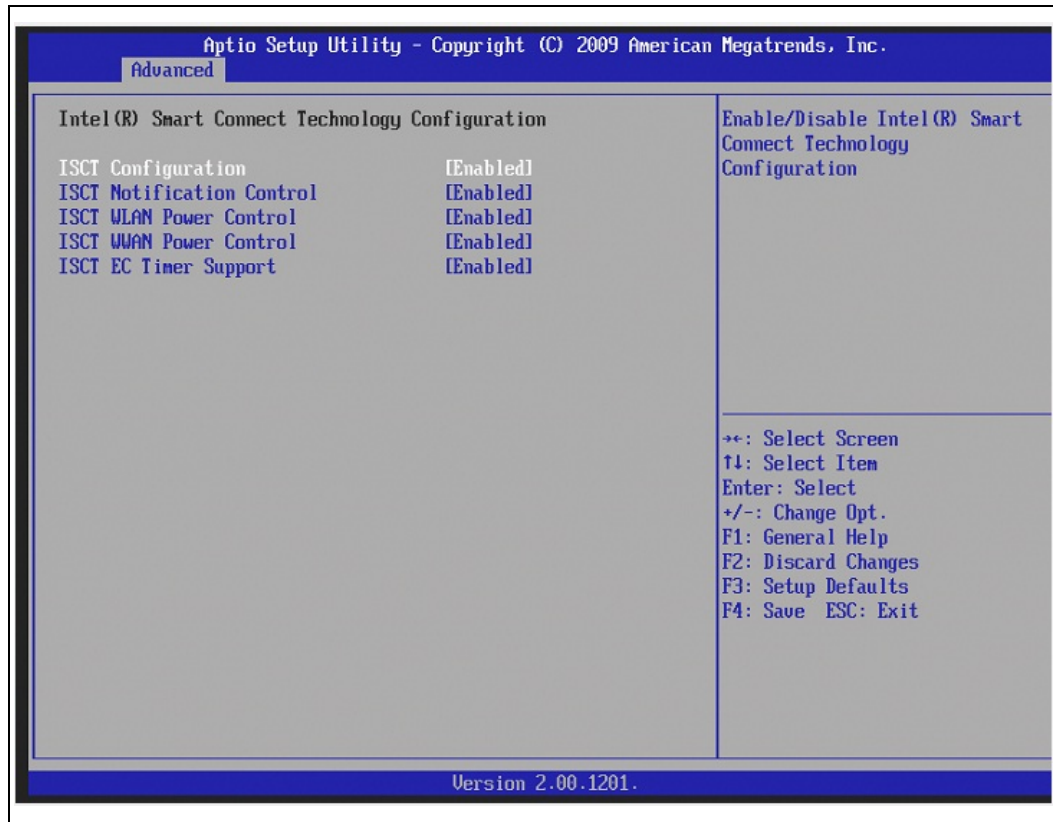 Aptio Setup Utility - Copyright (C) 2009 American Megatrends, Inc.
Advanced
Intel(R) Smart Connect Technology Configuration
ISCT Configuration [Enabled]
ISCT Notification Control [Enabled]
ISCT WLAN Power Control [Enabled]
ISCT WWAN Power Control [Enabled]
ISCT EC Timer Support [Enabled]
Enable/Disable Intel(R) Smart
Connect Technology
Configuration
→←: Select Screen
↑↓: Select Item
Enter: Select
+/-: Change Opt.
F1: General Help
F2: Discard Changes
F3: Setup Defaults
F4: Save ESC: Exit
Version 2.00.1201.